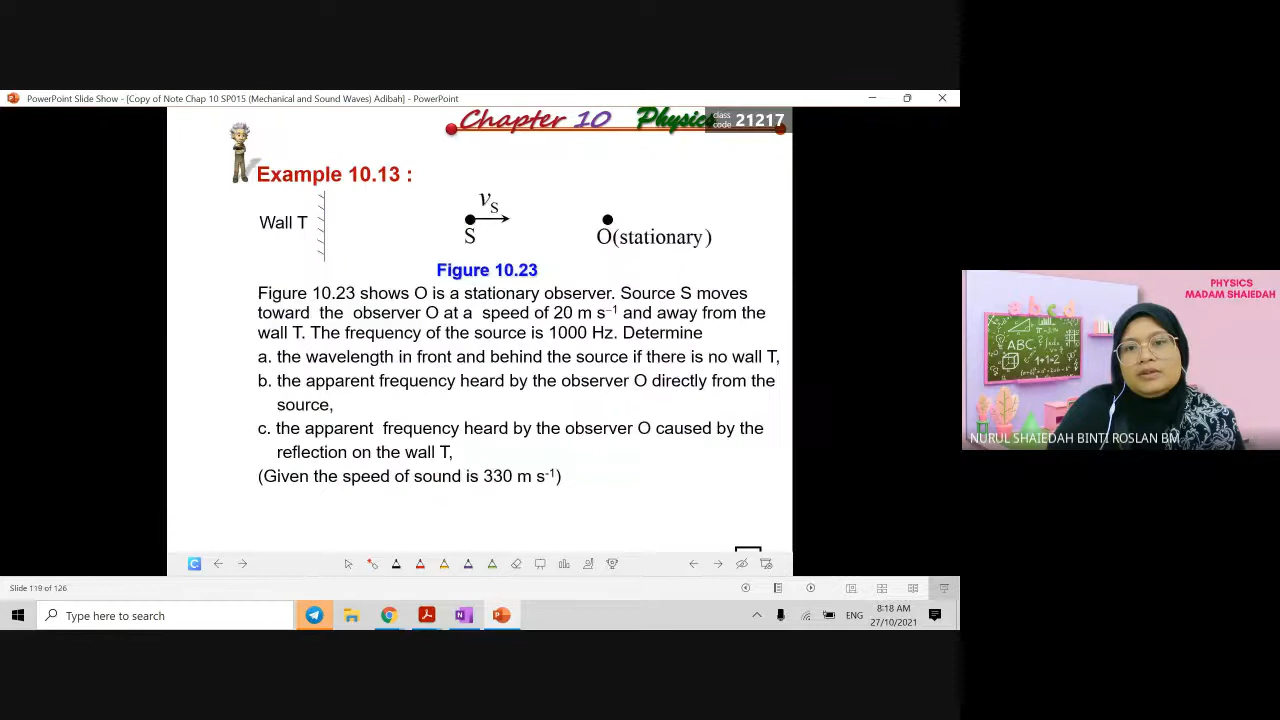 PowerPoint Slide Show - [Copy of Note Chap 10 SP015 (Mechanical and Sound Waves) Adibah] - PowerPoint
Chapter 10 Physics
class code 21217
Example 10.13 :
Wall T
vS
S
O(stationary)
Figure 10.23
Figure 10.23 shows O is a stationary observer. Source S moves
toward the observer O at a speed of 20 m s⁻¹ and away from the
wall T. The frequency of the source is 1000 Hz. Determine
a. the wavelength in front and behind the source if there is no wall T,
b. the apparent frequency heard by the observer O directly from the
source,
c. the apparent frequency heard by the observer O caused by the
reflection on the wall T,
(Given the speed of sound is 330 m s⁻¹)
PHYSICS
MADAM SHAIEDAH
ABC
1+1=2
NURUL SHAIEDAH BINTI ROSLAN BM
Slide 119 of 126
Type here to search
ENG
8:18 AM
27/10/2021